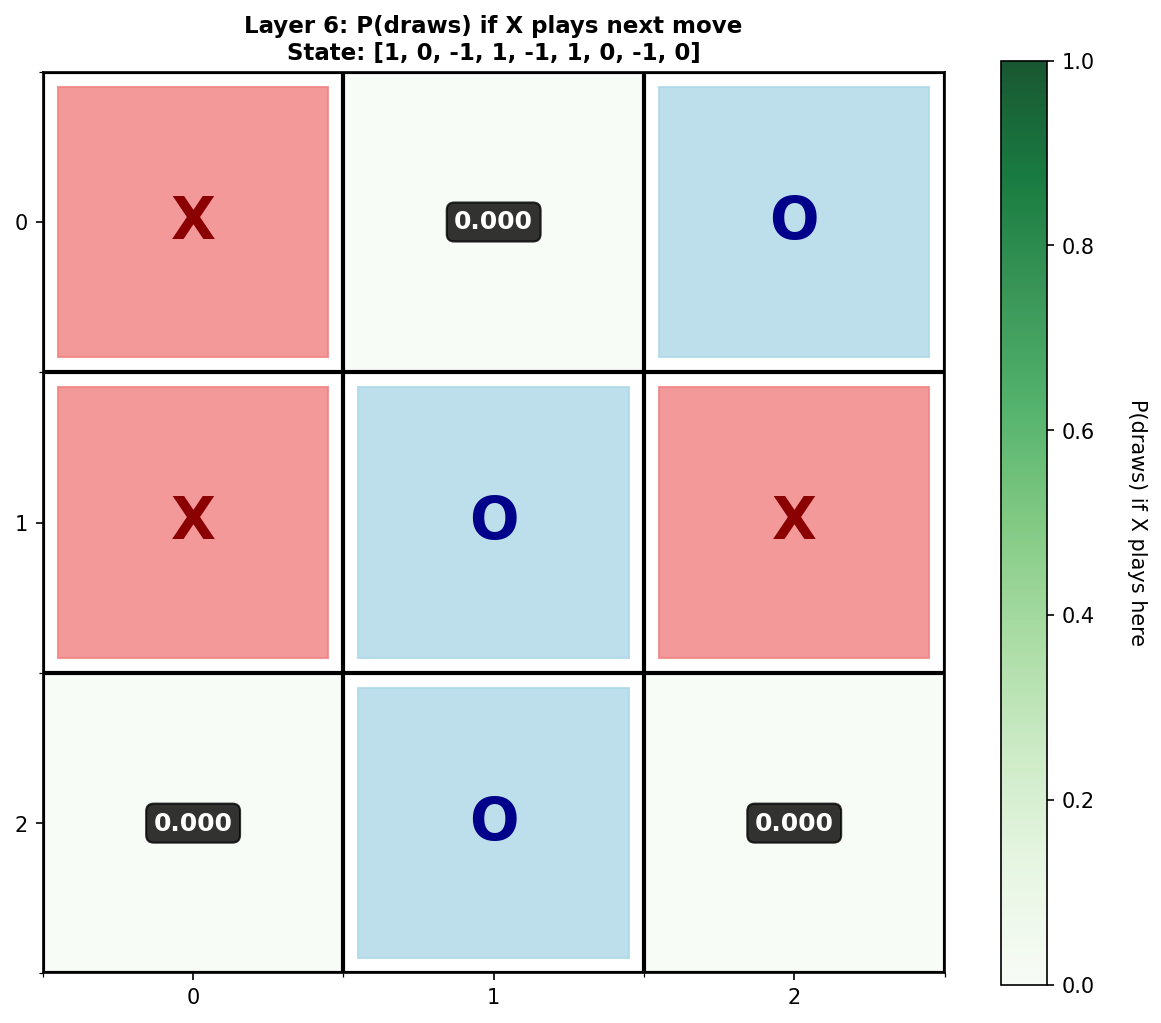 Layer 6: P(draws) if X plays next move
State: [1, 0, -1, 1, -1, 1, 0, -1, 0]
0
X
0.000
O
1
X
O
X
2
0.000
O
0.000
0
1
2
1.0
0.8
0.6
0.4
0.2
0.0
P(draws) if X plays here